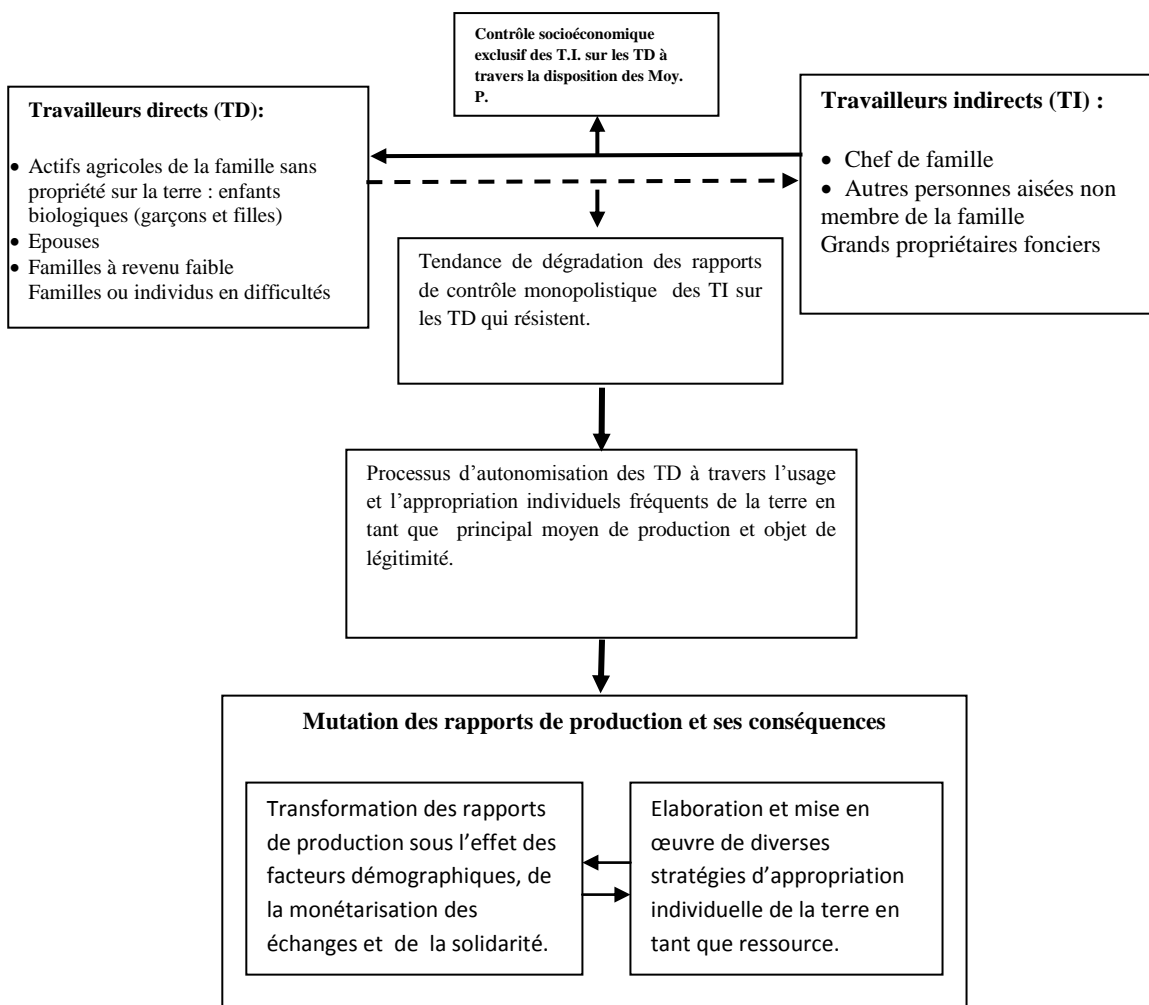 Contrôle socioéconomique
exclusif des T.I. sur les TD à
travers la disposition des Moy.
P.
Travailleurs directs (TD):
• Actifs agricoles de la famille sans
propriété sur la terre : enfants
biologiques (garçons et filles)
• Epouses
• Familles à revenu faible
Familles ou individus en difficultés
Travailleurs indirects (TI) :
• Chef de famille
• Autres personnes aisées non
membre de la famille
Grands propriétaires fonciers
Tendance de dégradation des rapports
de contrôle monopolistique des TI sur
les TD qui résistent.
Processus d’autonomisation des TD à travers l’usage
et l’appropriation individuels fréquents de la terre en
tant que principal moyen de production et objet de
légitimité.
Mutation des rapports de production et ses conséquences
Transformation des rapports
de production sous l’effet des
facteurs démographiques, de
la monétarisation des
échanges et de la solidarité.
Elaboration et mise en
œuvre de diverses
stratégies d’appropriation
individuelle de la terre en
tant que ressource.